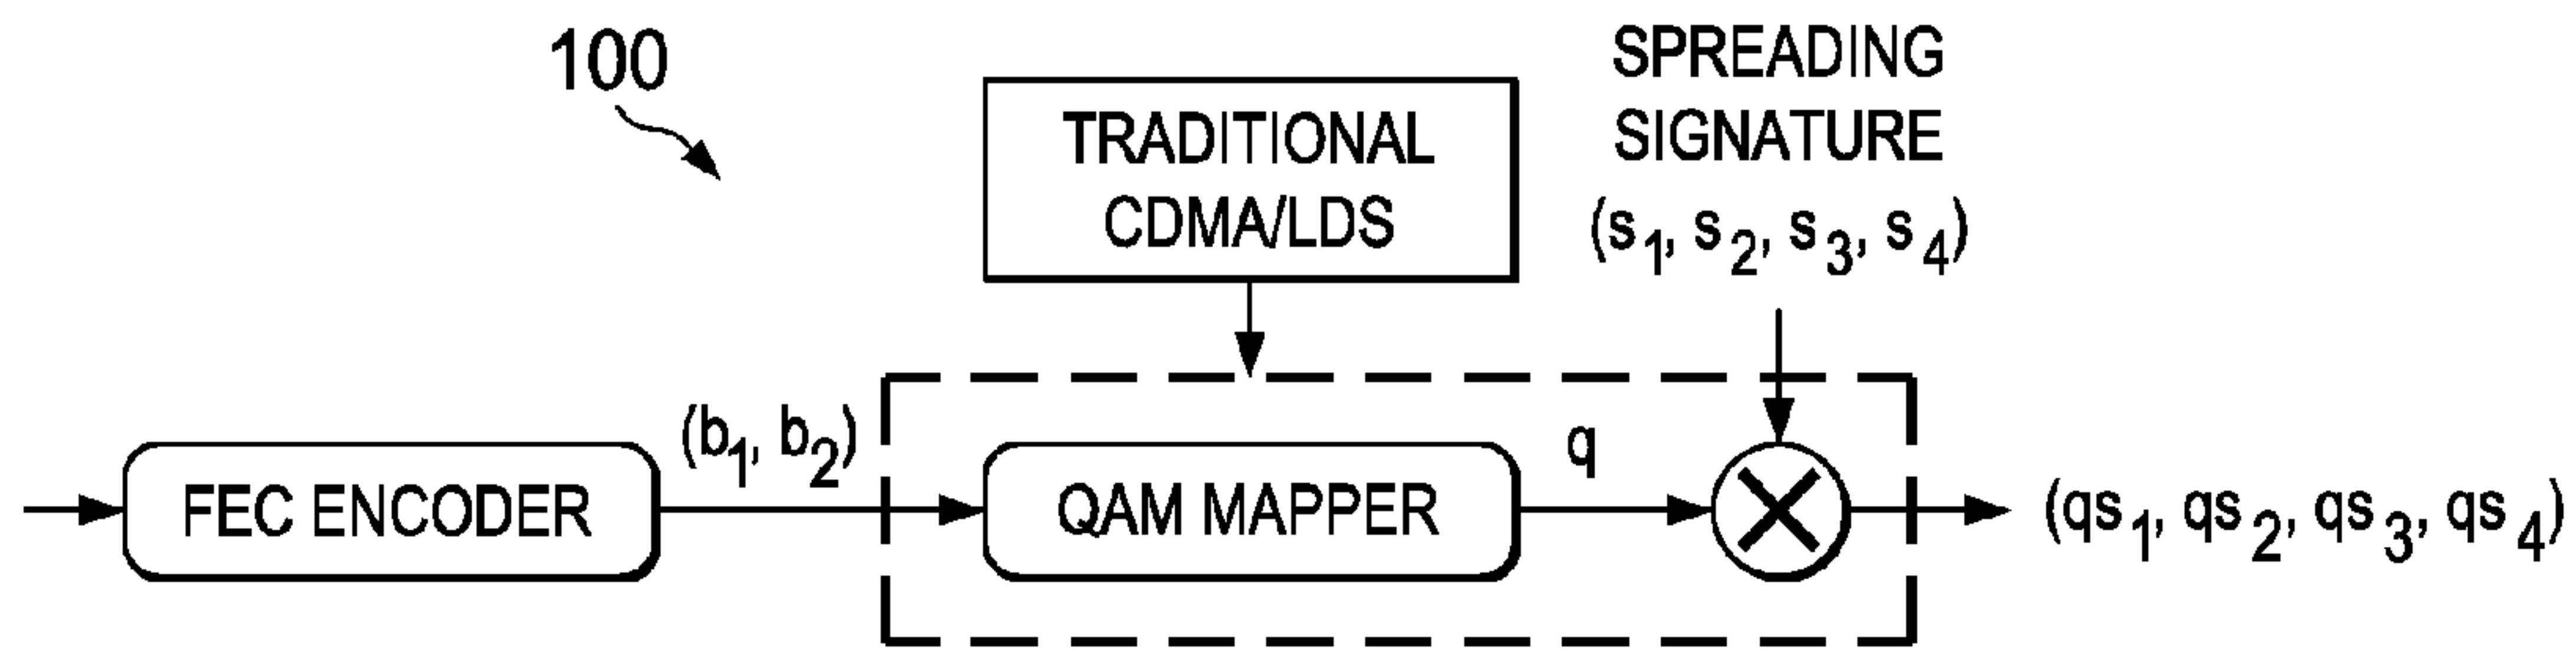 100
TRADITIONAL
CDMA/LDS
SPREADING
SIGNATURE
(s1, s2, s3, s4)
FEC ENCODER
(b1, b2)
QAM MAPPER
q
(qs1, qs2, qs3, qs4)